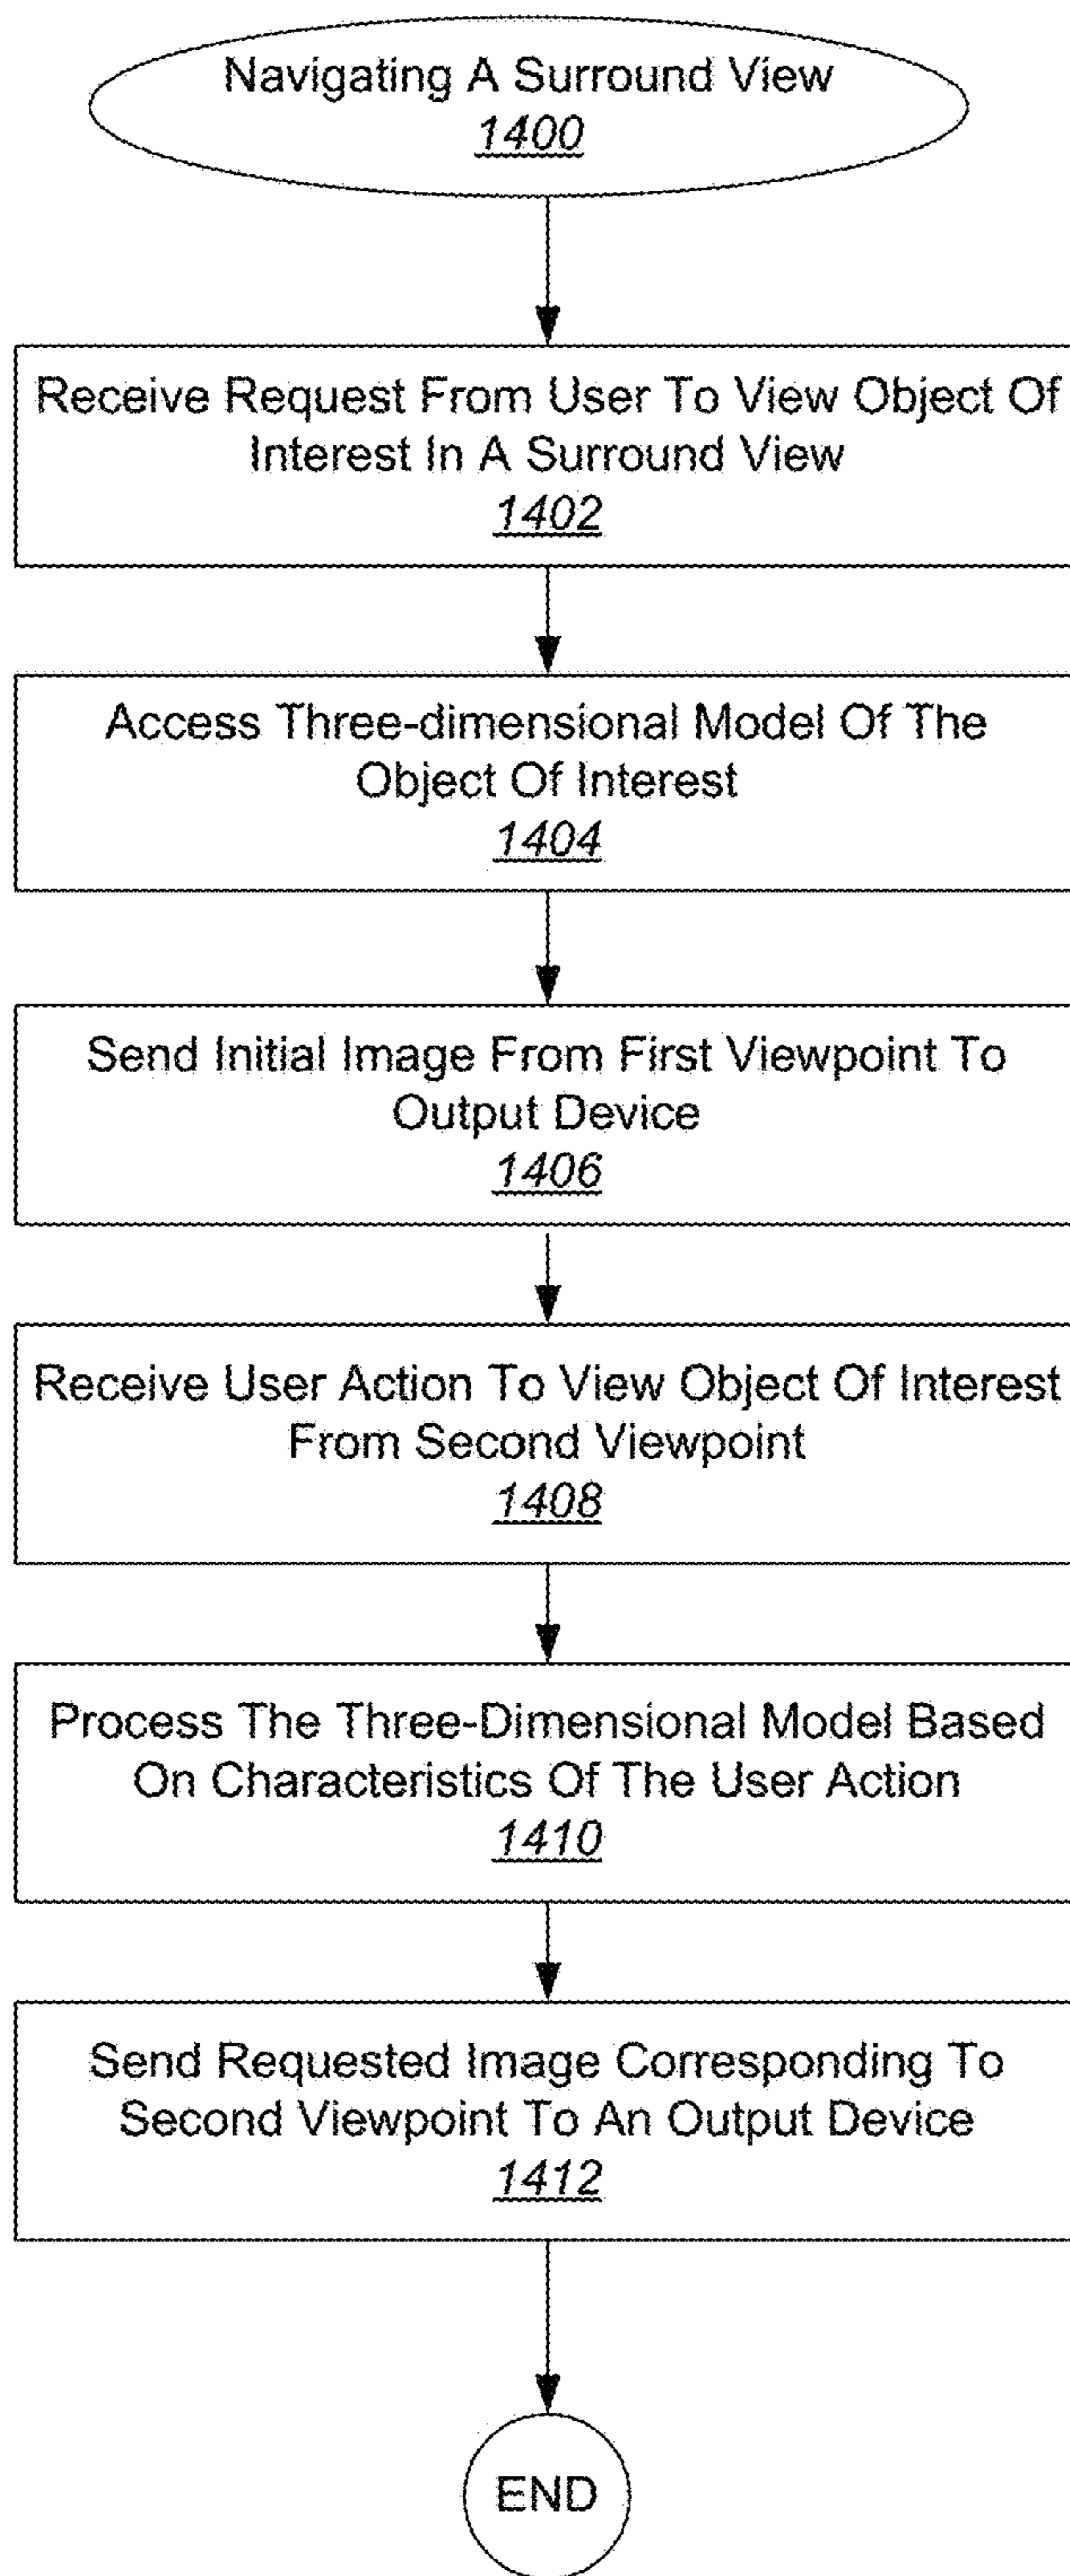 Navigating A Surround View
1400
Receive Request From User To View Object Of
Interest In A Surround View
1402
Access Three-dimensional Model Of The
Object Of Interest
1404
Send Initial Image From First Viewpoint To
Output Device
1406
Receive User Action To View Object Of Interest
From Second Viewpoint
1408
Process The Three-Dimensional Model Based
On Characteristics Of The User Action
1410
Send Requested Image Corresponding To
Second Viewpoint To An Output Device
1412
END